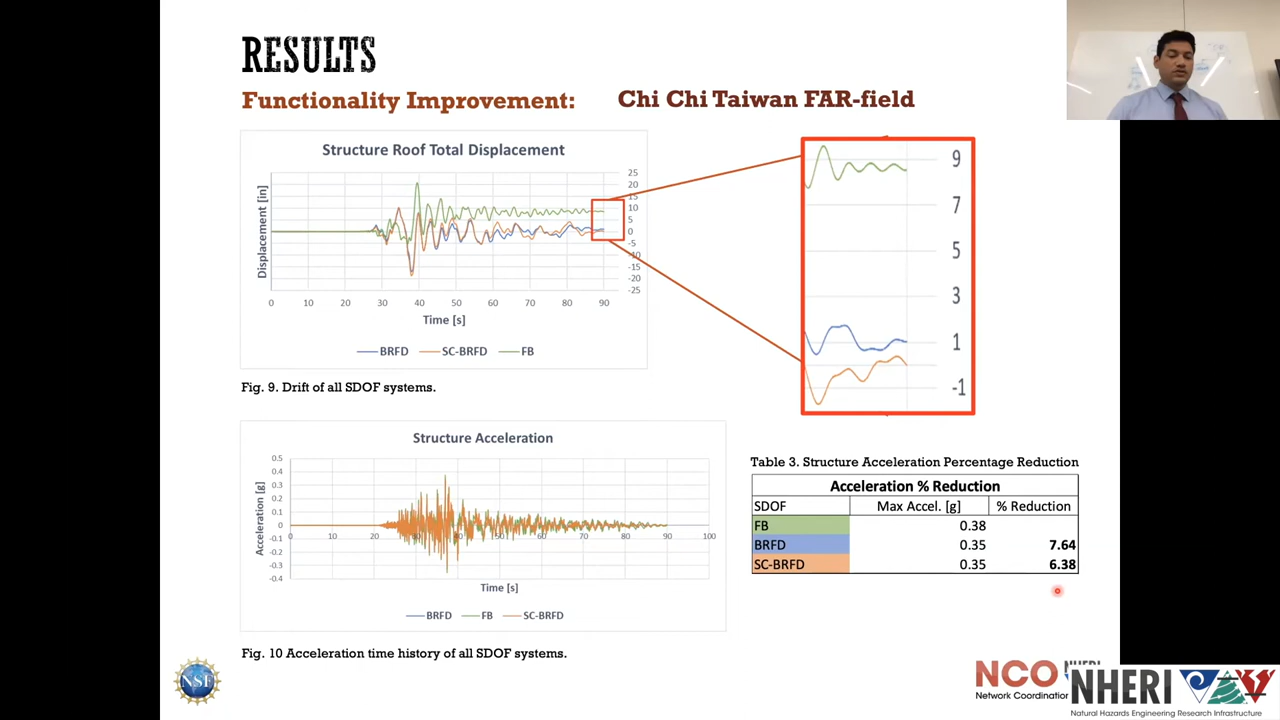 RESULTS
Functionality Improvement: Chi Chi Taiwan FAR-field
Structure Roof Total Displacement
Displacement [in]
25
20
15
10
5
0
-5
-10
-15
-20
-25
0 10 20 30 40 50 60 70 80 90
Time [s]
BRFD SC-BRFD FB
9
7
5
3
1
-1
Fig. 9. Drift of all SDOF systems.
Structure Acceleration
Acceleration [g]
0.5
0.4
0.3
0.2
0.1
0
-0.1
-0.2
-0.3
-0.4
0 10 20 30 40 50 60 70 80 90 100
Time [s]
BRFD FB SC-BRFD
Fig. 10 Acceleration time history of all SDOF systems.
Table 3. Structure Acceleration Percentage Reduction
Acceleration % Reduction
SDOF Max Accel. [g] % Reduction
FB 0.38
BRFD 0.35 7.64
SC-BRFD 0.35 6.38
NSF
NCO
Network Coordination
NHERI
Natural Hazards Engineering Research Infrastructure